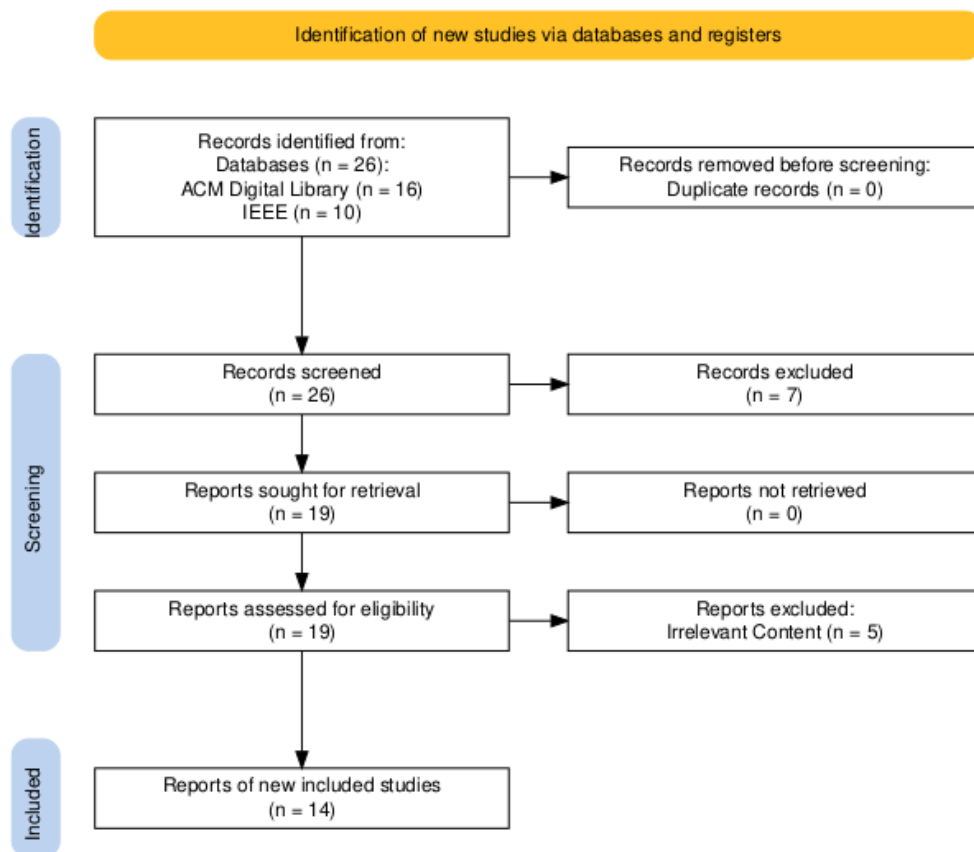 Identification of new studies via databases and registers
Identification
Records identified from:
Databases (n = 26):
ACM Digital Library (n = 16)
IEEE (n = 10)
Records removed before screening:
Duplicate records (n = 0)
Screening
Records screened
(n = 26)
Records excluded
(n = 7)
Reports sought for retrieval
(n = 19)
Reports not retrieved
(n = 0)
Reports assessed for eligibility
(n = 19)
Reports excluded:
Irrelevant Content (n = 5)
Included
Reports of new included studies
(n = 14)